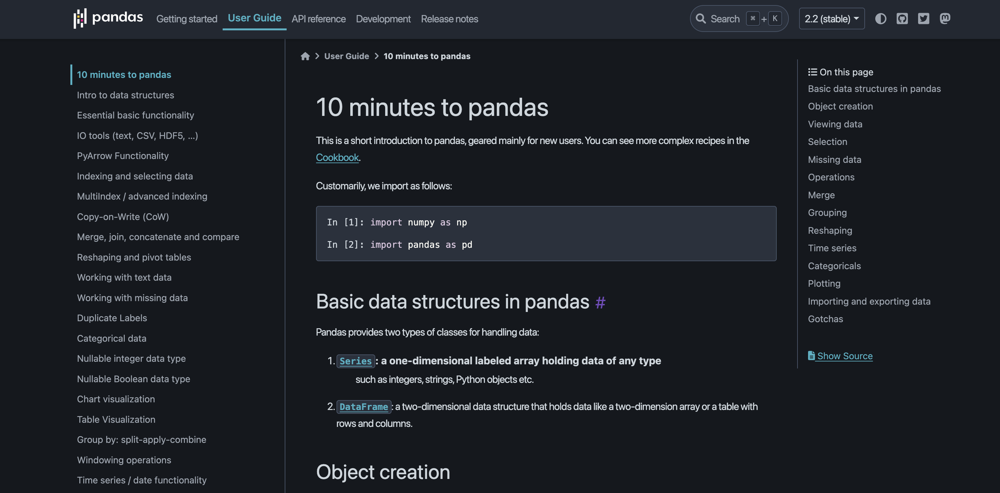 pandas
Getting started
User Guide
API reference
Development
Release notes
Search ⌘ + K
2.2 (stable)
10 minutes to pandas
Intro to data structures
Essential basic functionality
IO tools (text, CSV, HDF5, …)
PyArrow Functionality
Indexing and selecting data
MultiIndex / advanced indexing
Copy-on-Write (CoW)
Merge, join, concatenate and compare
Reshaping and pivot tables
Working with text data
Working with missing data
Duplicate Labels
Categorical data
Nullable integer data type
Nullable Boolean data type
Chart visualization
Table Visualization
Group by: split-apply-combine
Windowing operations
Time series / date functionality
User Guide > 10 minutes to pandas
10 minutes to pandas
This is a short introduction to pandas, geared mainly for new users. You can see more complex recipes in the
Cookbook.
Customarily, we import as follows:
In [1]: import numpy as np
In [2]: import pandas as pd
Basic data structures in pandas #
Pandas provides two types of classes for handling data:
1. Series: a one-dimensional labeled array holding data of any type
such as integers, strings, Python objects etc.
2. DataFrame: a two-dimensional data structure that holds data like a two-dimension array or a table with
rows and columns.
Object creation
On this page
Basic data structures in pandas
Object creation
Viewing data
Selection
Missing data
Operations
Merge
Grouping
Reshaping
Time series
Categoricals
Plotting
Importing and exporting data
Gotchas
Show Source